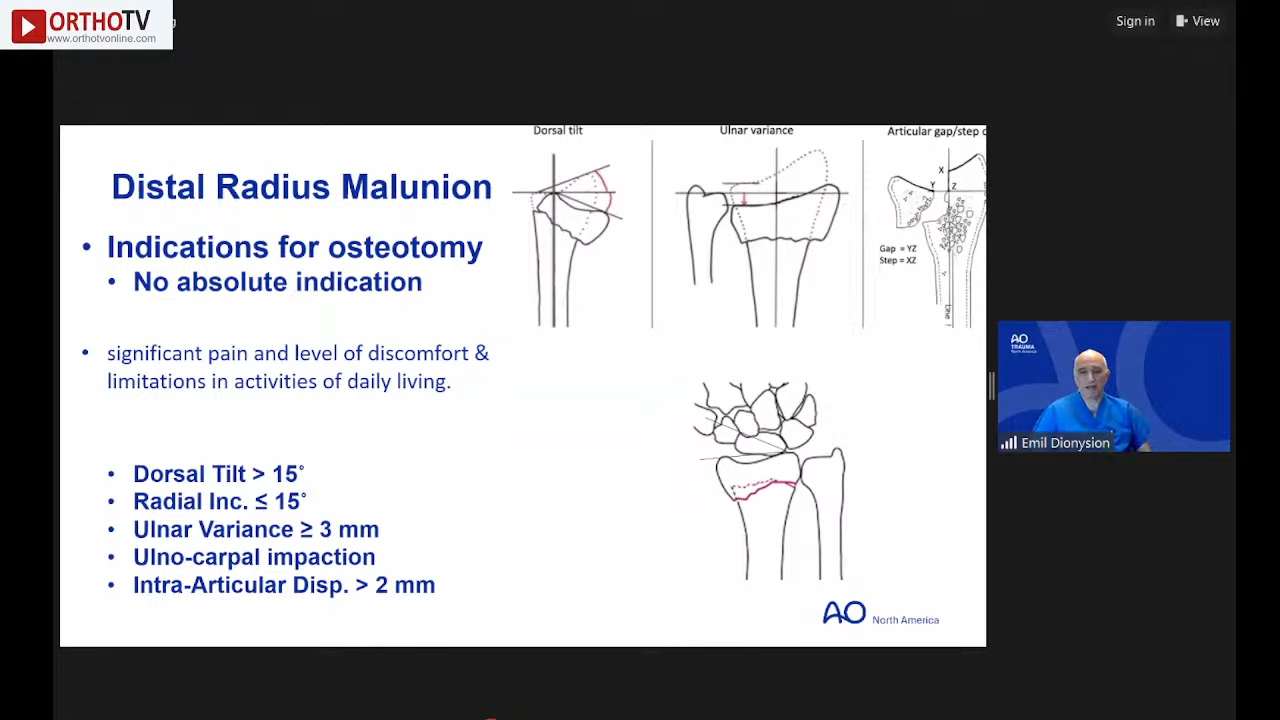 ORTHOTV
www.orthotvonline.com
Sign in
View
Distal Radius Malunion
• Indications for osteotomy
• No absolute indication
• significant pain and level of discomfort &
limitations in activities of daily living.
• Dorsal Tilt > 15°
• Radial Inc. ≤ 15°
• Ulnar Variance ≥ 3 mm
• Ulno-carpal impaction
• Intra-Articular Disp. > 2 mm
Dorsal tilt
Ulnar variance
Articular gap/step
X
Y
Z
Gap = YZ
Step = XZ
AO
North America
AO
TRAUMA
North America
Emil Dionysion